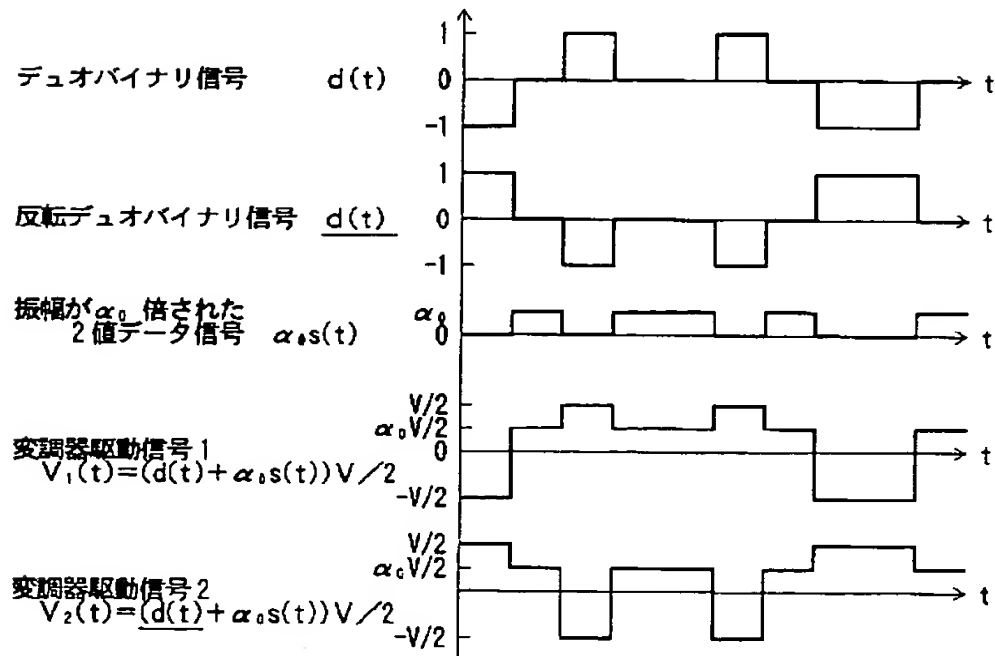 1
デュオバイナリ信号 d(t) 0 t
-1
1
反転デュオバイナリ信号 d(t) 0 t
-1
振幅がα₀ 倍された α₀
2値データ信号 α₀s(t) 0 t
V/2
α₀V/2
変調器駆動信号1 0
V₁(t)=(d(t)+α₀s(t))V/2 t
-V/2
V/2
α₀V/2
変調器駆動信号2
V₂(t)=(d(t)+α₀s(t))V/2 t
-V/2